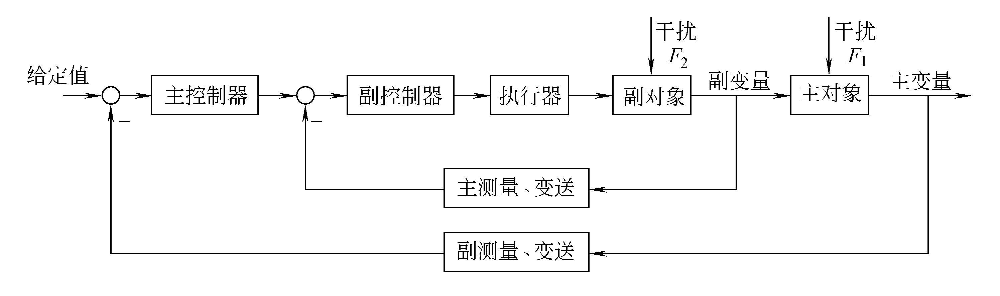 干扰
F₂
干扰
F₁
给定值
主控制器
副控制器
执行器
副对象
副变量
主对象
主变量
−
−
主测量、变送
副测量、变送